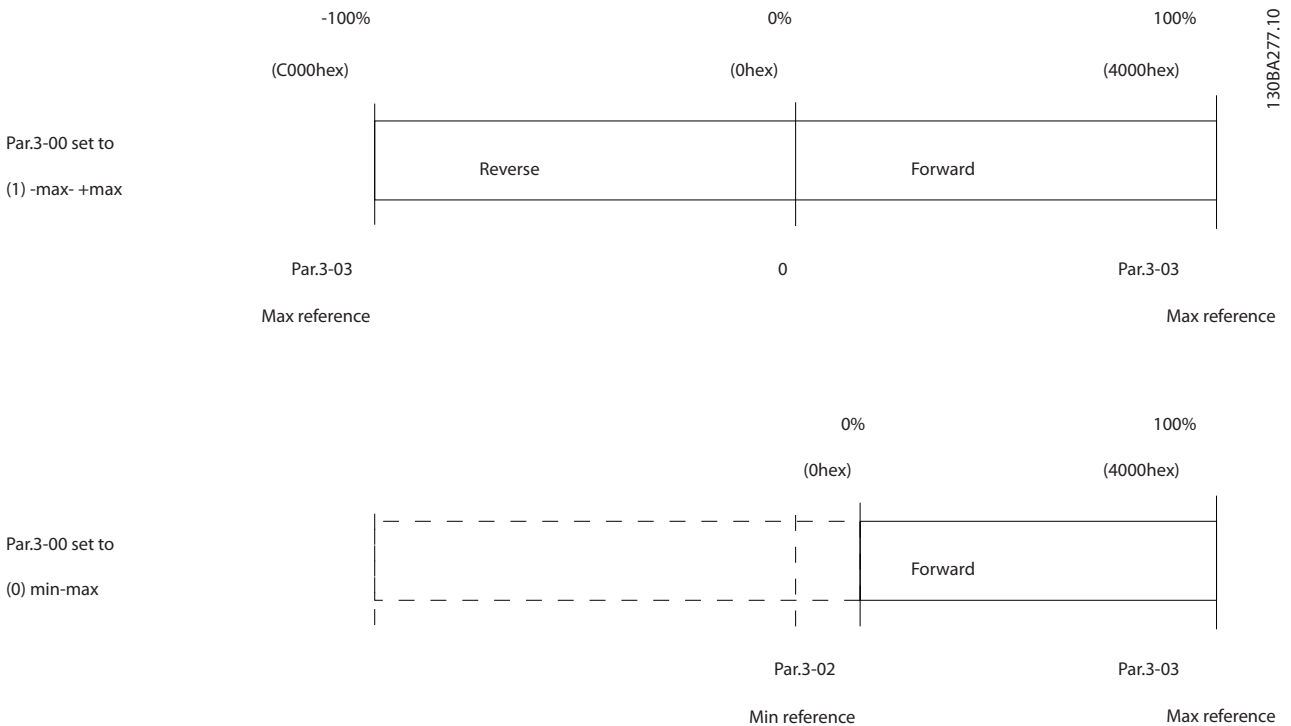 -100% 0% 100%
(C000hex) (0hex) (4000hex)
130BA277.10
Par.3-00 set to
(1) -max- +max
Reverse Forward
Par.3-03 0 Par.3-03
Max reference Max reference
0% 100%
(0hex) (4000hex)
Par.3-00 set to
(0) min-max
Forward
Par.3-02 Par.3-03
Min reference Max reference